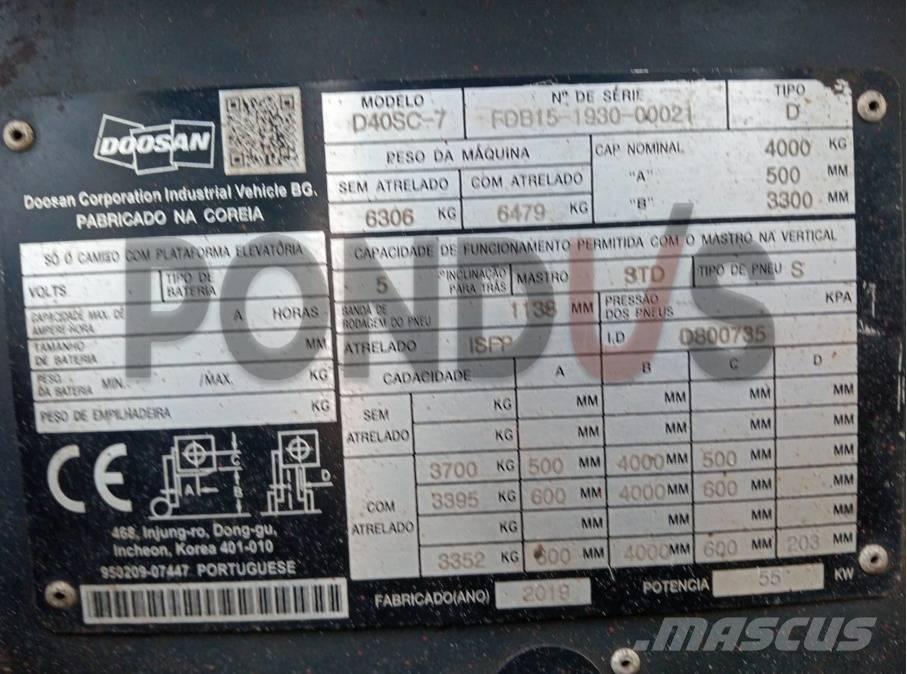 DOOSAN
Doosan Corporation Industrial Vehicle BG.
PABRICADO NA COREIA
MODELO
D40SC-7
Nº DE SÉRIE
FDB15-1930-00021
TIPO
D
PESO DA MÁQUINA
SEM ATRELADO
6306 KG
COM ATRELADO
6479 KG
CAP. NOMINAL 4000 KG
"A" 500 MM
"B" 3300 MM
SÓ O CAMIÃO COM PLATAFORMA ELEVATÓRIA
VOLTS TIPO DE BATERIA
CAPACIDADE MAX. DE AMPERE-HORA A HORAS
TAMANHO DE BATERIA MM
PESO DA BATERIA MIN. /MAX. KG
PESO DE EMPILHADEIRA KG
CAPACIDADE DE FUNCIONAMENTO PERMITIDA COM O MASTRO NA VERTICAL
5 °INCLINAÇÃO PARA TRÁS MASTRO STD TIPO DE PNEU S
BANDA DE RODAGEM DO PNEU 1138 MM PRESSÃO DOS PNEUS KPA
ATRELADO ISFP I.D D800735
CADACIDADE A B C D
SEM ATRELADO
KG MM MM MM MM
KG MM MM MM MM
COM ATRELADO
3700 KG 500 MM 4000 MM 500 MM MM
3395 KG 600 MM 4000 MM 600 MM MM
3352 KG 600 MM 4000 MM 600 MM 203 MM
CE
A B C D
468, Injung-ro, Dong-gu,
Incheon, Korea 401-010
950209-07447 PORTUGUESE
FABRICADO(ANO) 2019 POTENCIA 55 KW
PONDUS
MASCUS